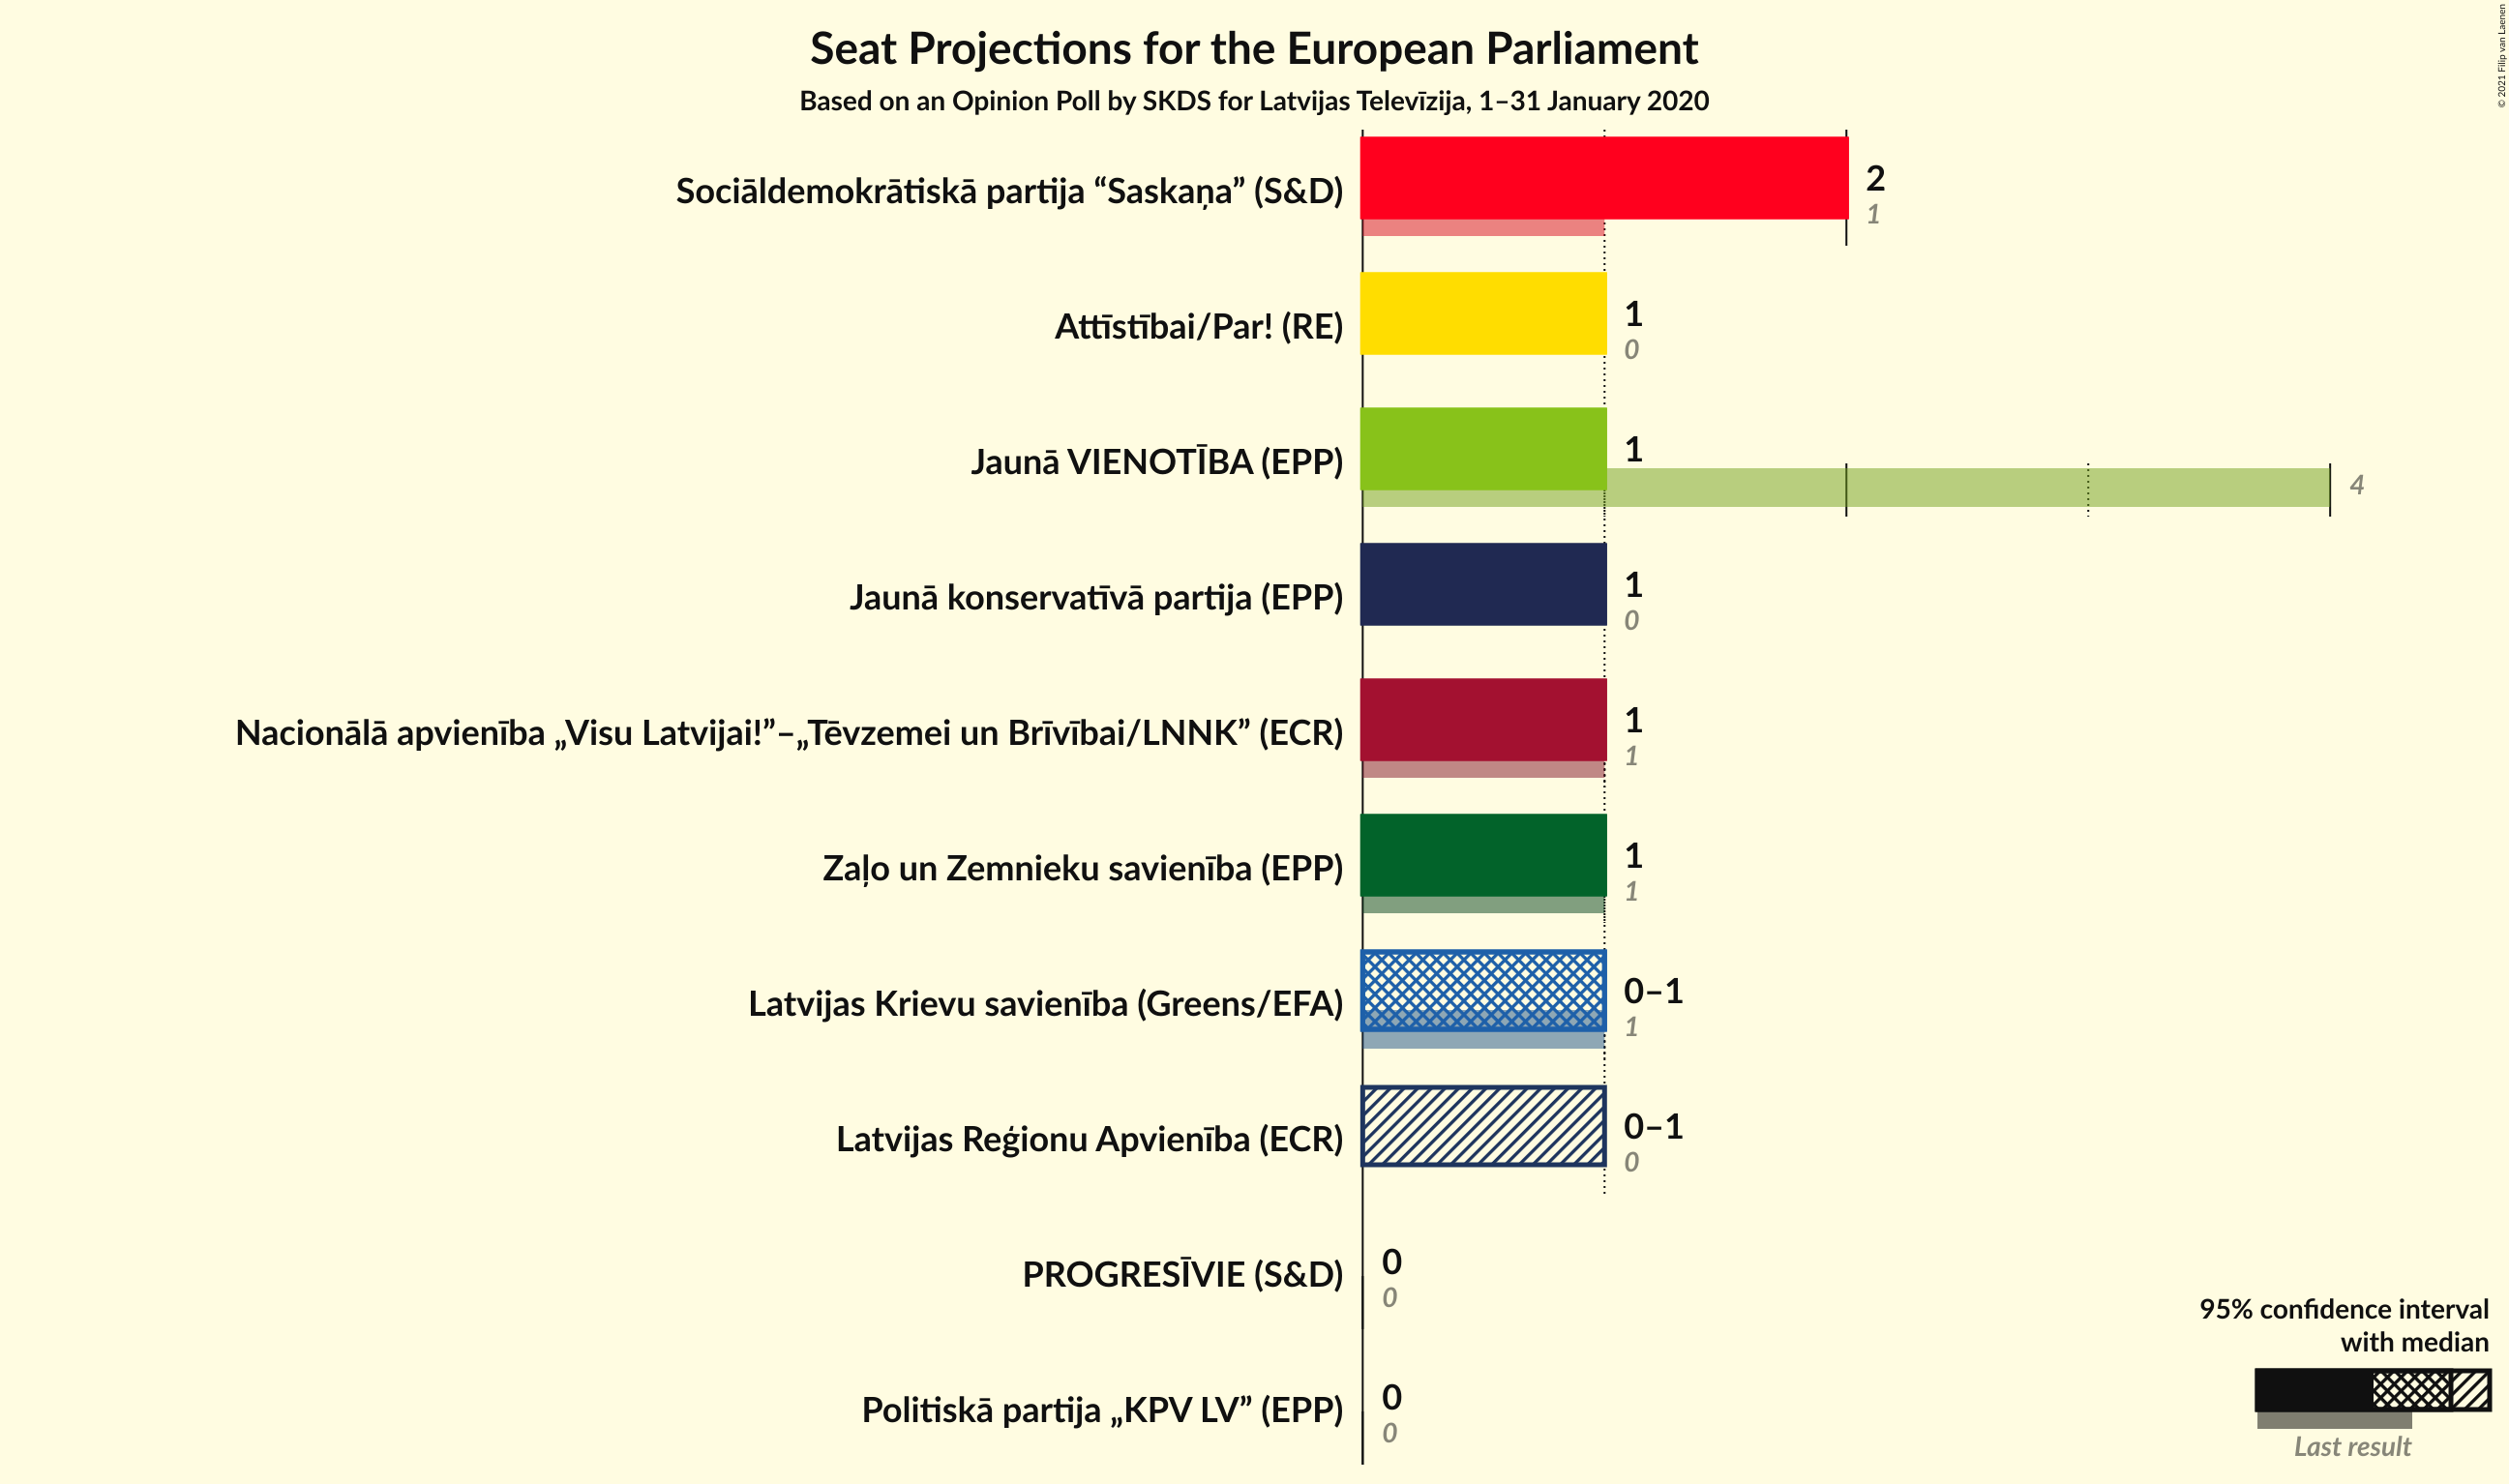 Seat Projections for the European Parliament
Based on an Opinion Poll by SKDS for Latvijas Televīzija, 1–31 January 2020
© 2021 Filip van Laenen
Sociāldemokrātiskā partija “Saskaņa” (S&D)
2
1
Attīstībai/Par! (RE)
1
0
Jaunā VIENOTĪBA (EPP)
1
4
Jaunā konservatīvā partija (EPP)
1
0
Nacionālā apvienība „Visu Latvijai!”–„Tēvzemei un Brīvībai/LNNK” (ECR)
1
1
Zaļo un Zemnieku savienība (EPP)
1
1
Latvijas Krievu savienība (Greens/EFA)
0–1
1
Latvijas Reģionu Apvienība (ECR)
0–1
0
PROGRESĪVIE (S&D)
0
0
Politiskā partija „KPV LV” (EPP)
0
0
95% confidence interval
with median
Last result